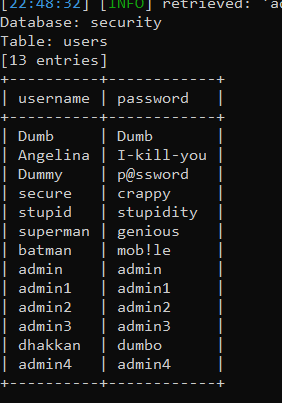 [22:48:32] [INFO] retrieved: 'ad
Database: security
Table: users
[13 entries]
+----------+------------+
| username | password   |
+----------+------------+
| Dumb     | Dumb       |
| Angelina | I-kill-you |
| Dummy    | p@ssword   |
| secure   | crappy     |
| stupid   | stupidity  |
| superman | genious    |
| batman   | mob!le     |
| admin    | admin      |
| admin1   | admin1     |
| admin2   | admin2     |
| admin3   | admin3     |
| dhakkan  | dumbo      |
| admin4   | admin4     |
+----------+------------+